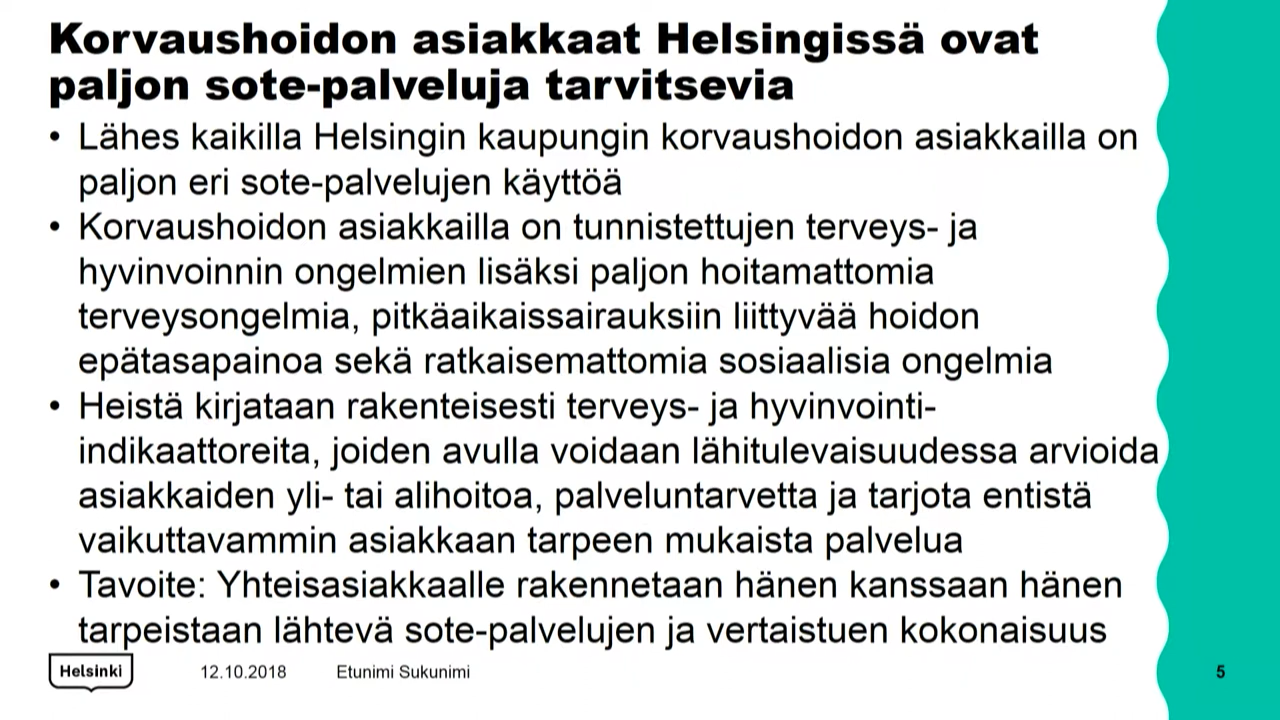 Korvaushoidon asiakkaat Helsingissä ovat
paljon sote-palveluja tarvitsevia
• Lähes kaikilla Helsingin kaupungin korvaushoidon asiakkailla on
paljon eri sote-palvelujen käyttöä
• Korvaushoidon asiakkailla on tunnistettujen terveys- ja
hyvinvoinnin ongelmien lisäksi paljon hoitamattomia
terveysongelmia, pitkäaikaissairauksiin liittyvää hoidon
epätasapainoa sekä ratkaisemattomia sosiaalisia ongelmia
• Heistä kirjataan rakenteisesti terveys- ja hyvinvointi-
indikaattoreita, joiden avulla voidaan lähitulevaisuudessa arvioida
asiakkaiden yli- tai alihoitoa, palveluntarvetta ja tarjota entistä
vaikuttavammin asiakkaan tarpeen mukaista palvelua
• Tavoite: Yhteisasiakkaalle rakennetaan hänen kanssaan hänen
tarpeistaan lähtevä sote-palvelujen ja vertaistuen kokonaisuus
Helsinki 12.10.2018 Etunimi Sukunimi 5